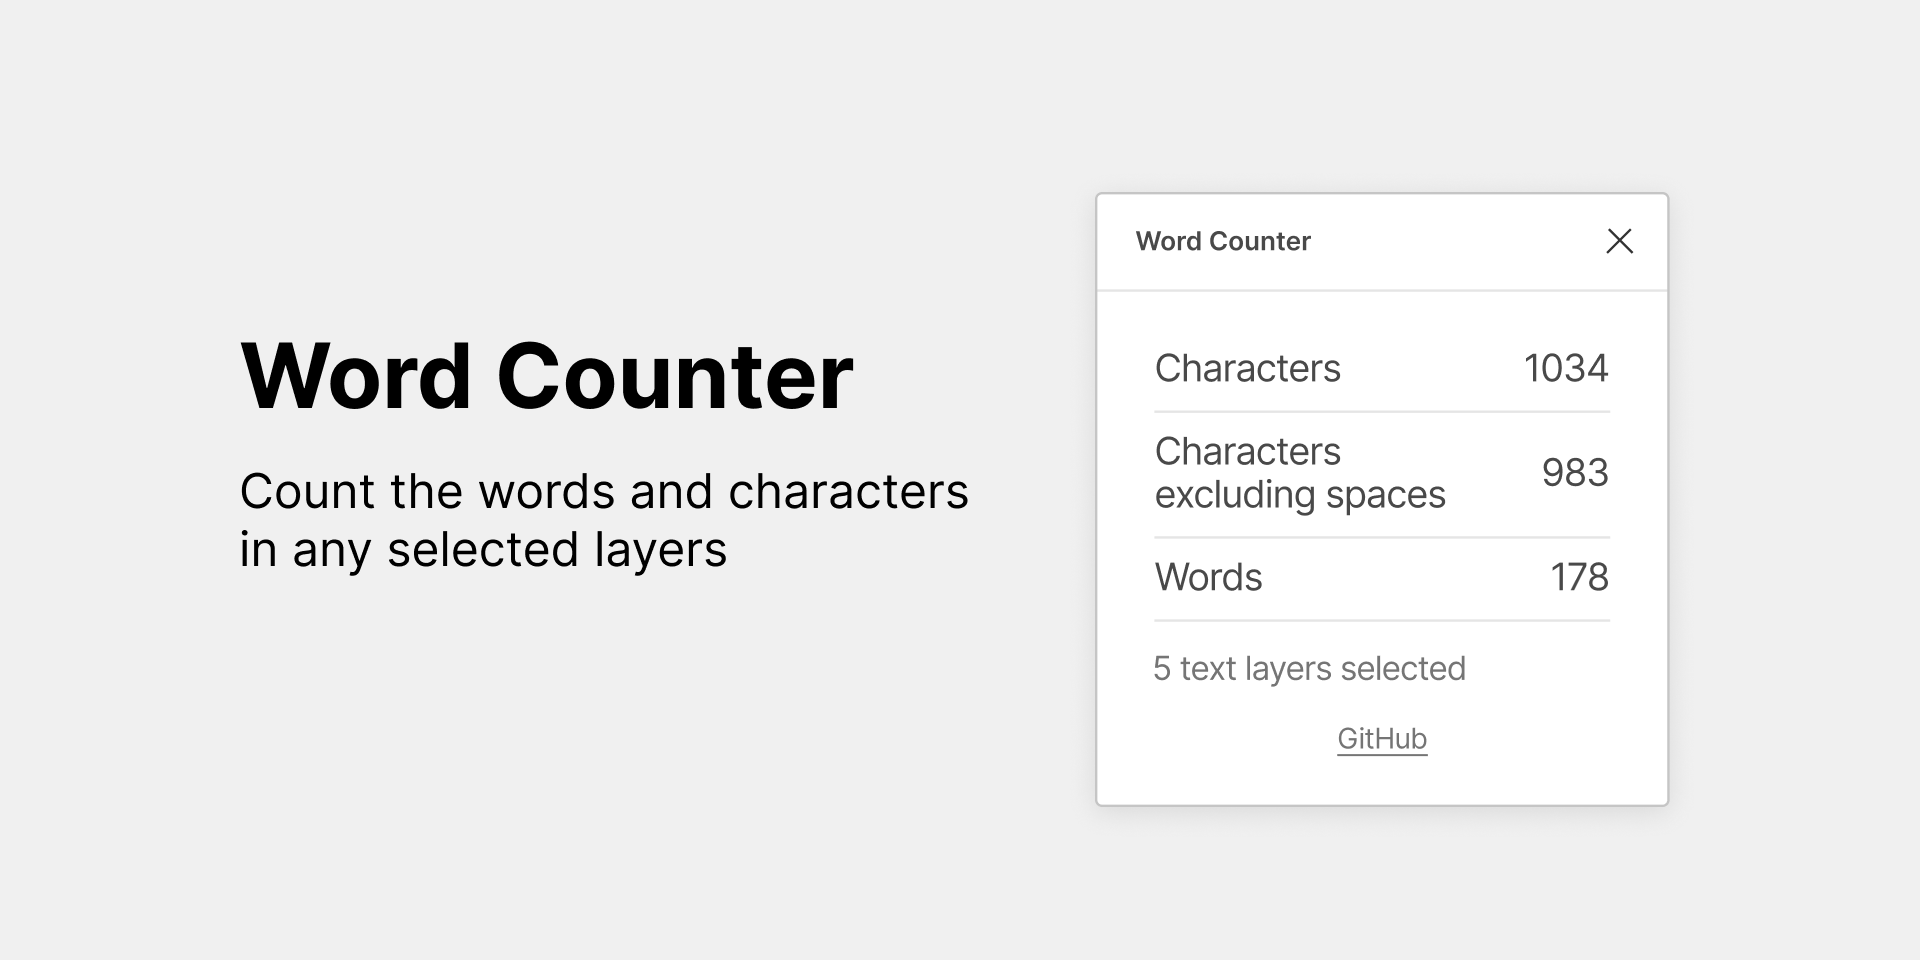 Word Counter
Count the words and characters
in any selected layers
Word Counter
Characters 1034
Characters
excluding spaces 983
Words 178
5 text layers selected
GitHub